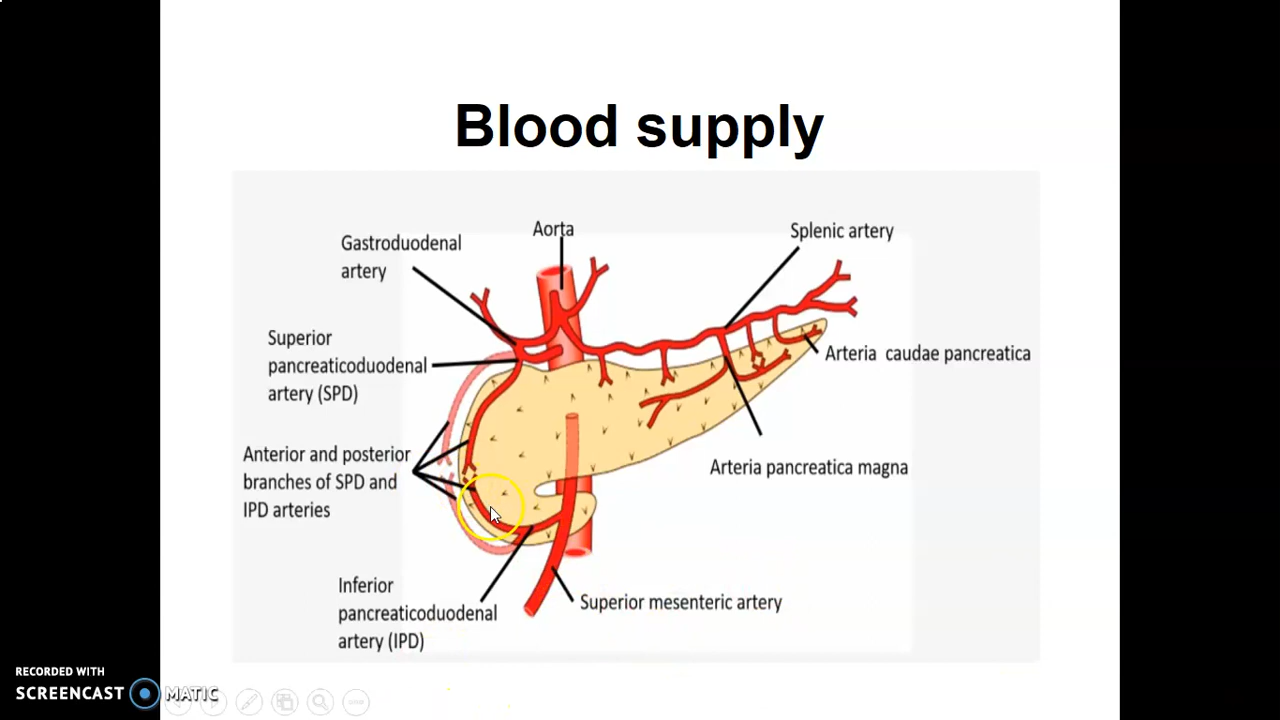 Blood supply
Aorta
Splenic artery
Gastroduodenal
artery
Superior
pancreaticoduodenal
artery (SPD)
Arteria caudae pancreatica
Anterior and posterior
branches of SPD and
IPD arteries
Arteria pancreatica magna
Inferior
pancreaticoduodenal
artery (IPD)
Superior mesenteric artery
RECORDED WITH
SCREENCAST MATIC